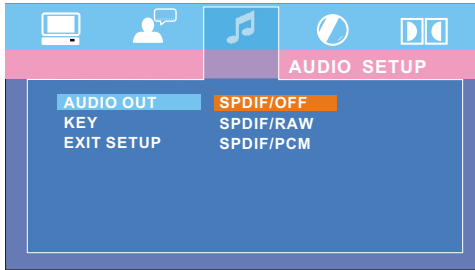 AUDIO SETUP
AUDIO OUT SPDIF/OFF
KEY SPDIF/RAW
EXIT SETUP SPDIF/PCM